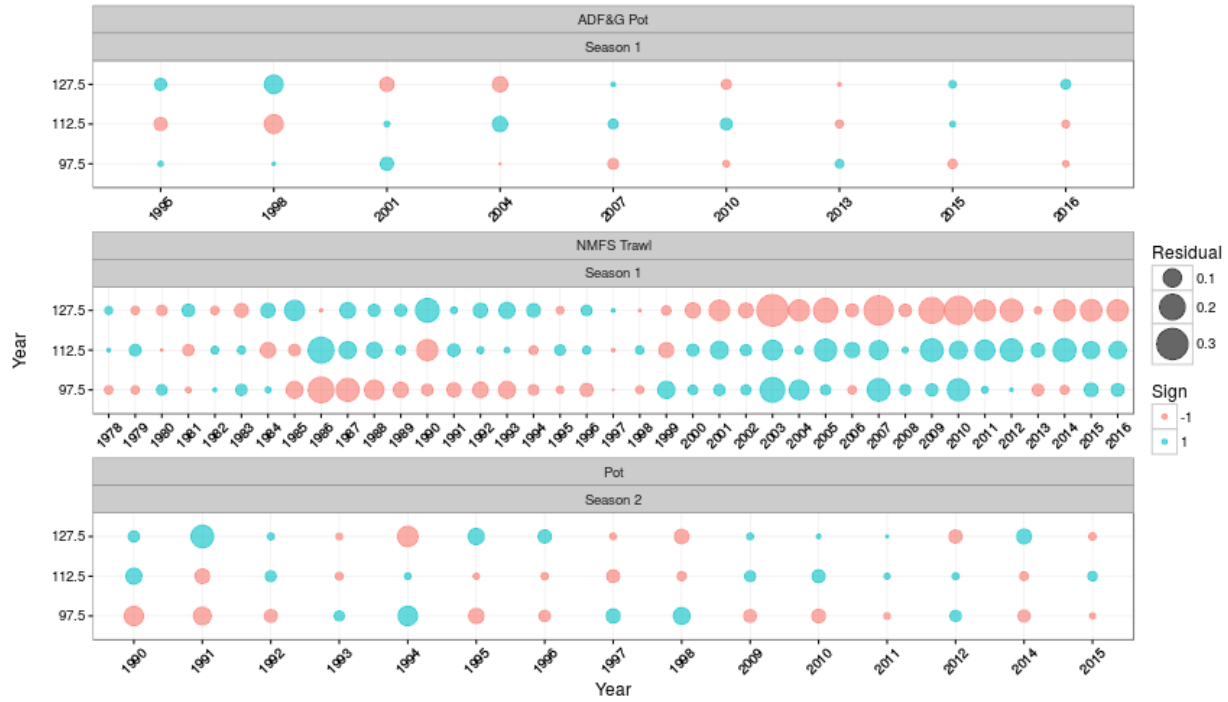 ADF&G Pot
Season 1
127.5
112.5
97.5
1995 1998 2001 2004 2007 2010 2013 2015 2016
NMFS Trawl
Season 1
127.5
112.5
97.5
1978 1979 1980 1981 1982 1983 1984 1985 1986 1987 1988 1989 1990 1991 1992 1993 1994 1995 1996 1997 1998 1999 2000 2001 2002 2003 2004 2005 2006 2007 2008 2009 2010 2011 2012 2013 2014 2015 2016
Pot
Season 2
127.5
112.5
97.5
1990 1991 1992 1993 1994 1995 1996 1997 1998 2009 2010 2011 2012 2014 2015
Year
Year
Residual
0.1
0.2
0.3
Sign
-1
1